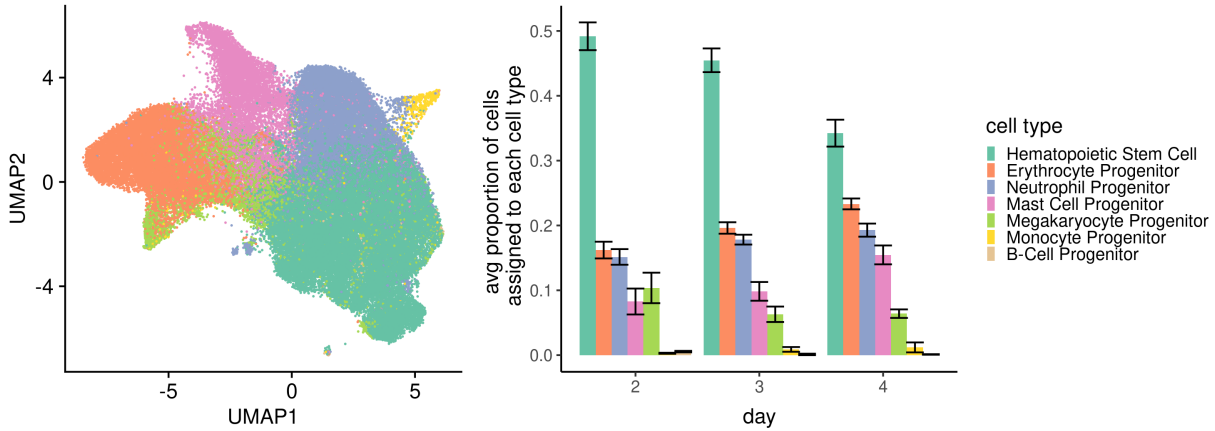 4
0
-4
UMAP2
-5
0
5
UMAP1
avg proportion of cells
assigned to each cell type
0.5
0.4
0.3
0.2
0.1
0.0
2
3
4
day
cell type
Hematopoietic Stem Cell
Erythrocyte Progenitor
Neutrophil Progenitor
Mast Cell Progenitor
Megakaryocyte Progenitor
Monocyte Progenitor
B-Cell Progenitor